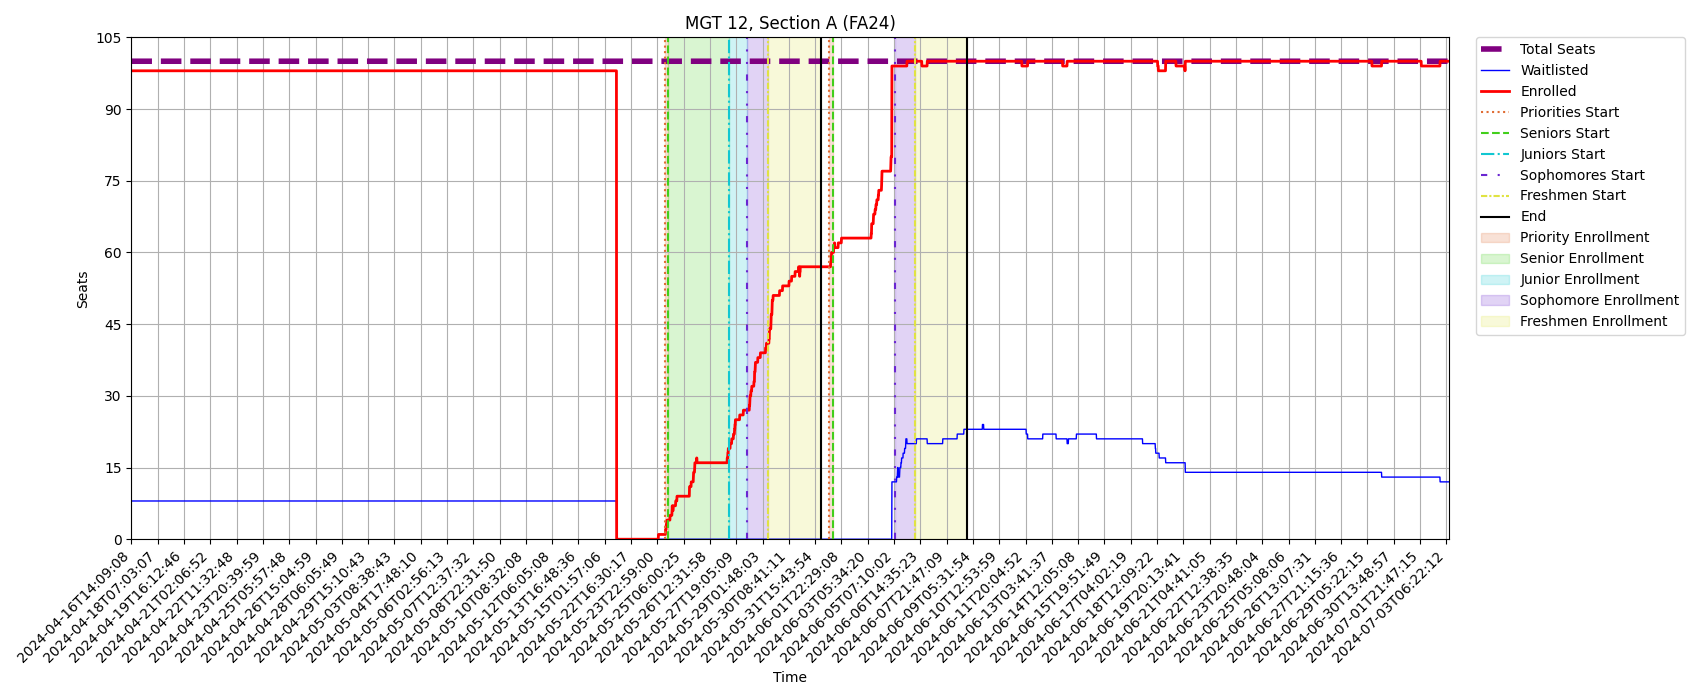 MGT 12, Section A (FA24)
105
90
75
60
45
30
15
0
Seats
2024-04-16T14:09:08
2024-04-18T07:03:07
2024-04-19T16:12:46
2024-04-21T02:06:52
2024-04-22T11:32:48
2024-04-23T20:39:59
2024-04-25T05:57:48
2024-04-26T15:04:59
2024-04-28T06:05:49
2024-04-29T15:10:43
2024-05-03T08:38:43
2024-05-04T17:48:10
2024-05-06T02:56:13
2024-05-07T12:37:32
2024-05-08T22:31:50
2024-05-10T08:32:08
2024-05-12T06:05:08
2024-05-13T16:48:36
2024-05-15T01:57:06
2024-05-22T16:30:17
2024-05-23T22:59:00
2024-05-25T06:00:25
2024-05-26T12:31:58
2024-05-27T19:05:09
2024-05-29T01:48:03
2024-05-30T08:41:11
2024-05-31T15:43:54
2024-06-01T22:29:08
2024-06-03T05:34:20
2024-06-05T07:10:02
2024-06-06T14:35:23
2024-06-07T21:47:09
2024-06-09T05:31:54
2024-06-10T12:53:59
2024-06-11T20:04:52
2024-06-13T03:41:37
2024-06-14T12:05:08
2024-06-15T19:51:49
2024-06-17T04:02:19
2024-06-18T12:09:22
2024-06-19T20:13:41
2024-06-21T04:41:05
2024-06-22T12:38:35
2024-06-23T20:48:04
2024-06-25T05:08:06
2024-06-26T13:07:31
2024-06-27T21:15:36
2024-06-29T05:22:15
2024-06-30T13:48:57
2024-07-01T21:47:15
2024-07-03T06:22:12
Time
Total Seats
Waitlisted
Enrolled
Priorities Start
Seniors Start
Juniors Start
Sophomores Start
Freshmen Start
End
Priority Enrollment
Senior Enrollment
Junior Enrollment
Sophomore Enrollment
Freshmen Enrollment